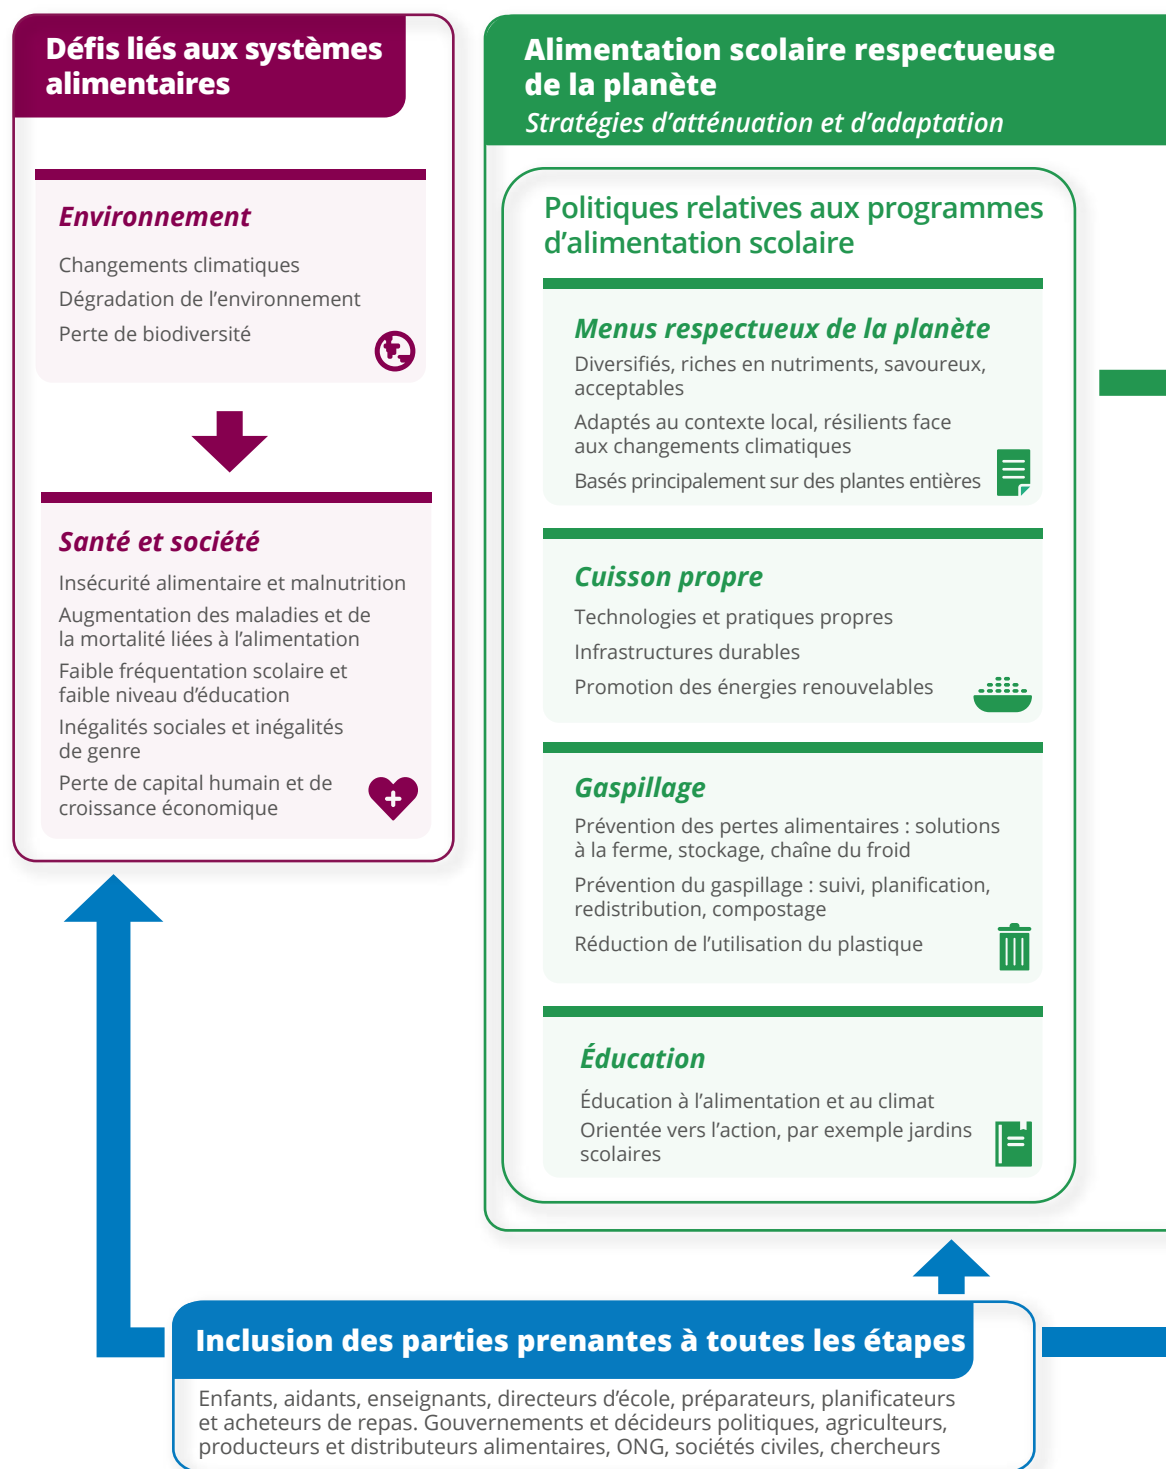 Défis liés aux systèmes
alimentaires
Environnement
Changements climatiques
Dégradation de l’environnement
Perte de biodiversité
Santé et société
Insécurité alimentaire et malnutrition
Augmentation des maladies et de
la mortalité liées à l’alimentation
Faible fréquentation scolaire et
faible niveau d’éducation
Inégalités sociales et inégalités
de genre
Perte de capital humain et de
croissance économique
Alimentation scolaire respectueuse
de la planète
Stratégies d’atténuation et d’adaptation
Politiques relatives aux programmes
d’alimentation scolaire
Menus respectueux de la planète
Diversifiés, riches en nutriments, savoureux,
acceptables
Adaptés au contexte local, résilients face
aux changements climatiques
Basés principalement sur des plantes entières
Cuisson propre
Technologies et pratiques propres
Infrastructures durables
Promotion des énergies renouvelables
Gaspillage
Prévention des pertes alimentaires : solutions
à la ferme, stockage, chaîne du froid
Prévention du gaspillage : suivi, planification,
redistribution, compostage
Réduction de l’utilisation du plastique
Éducation
Éducation à l’alimentation et au climat
Orientée vers l’action, par exemple jardins
scolaires
Inclusion des parties prenantes à toutes les étapes
Enfants, aidants, enseignants, directeurs d’école, préparateurs, planificateurs
et acheteurs de repas. Gouvernements et décideurs politiques, agriculteurs,
producteurs et distributeurs alimentaires, ONG, sociétés civiles, chercheurs